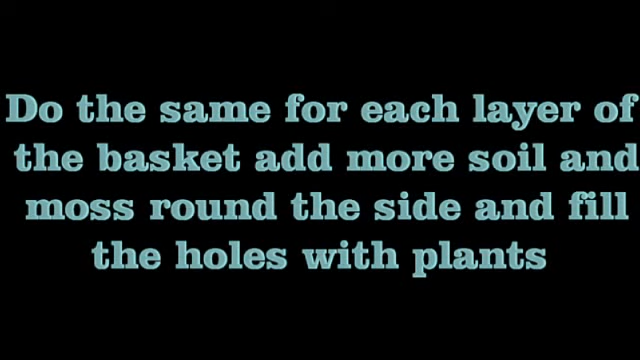 Do the same for each layer of
the basket add more soil and
moss round the side and fill
the holes with plants